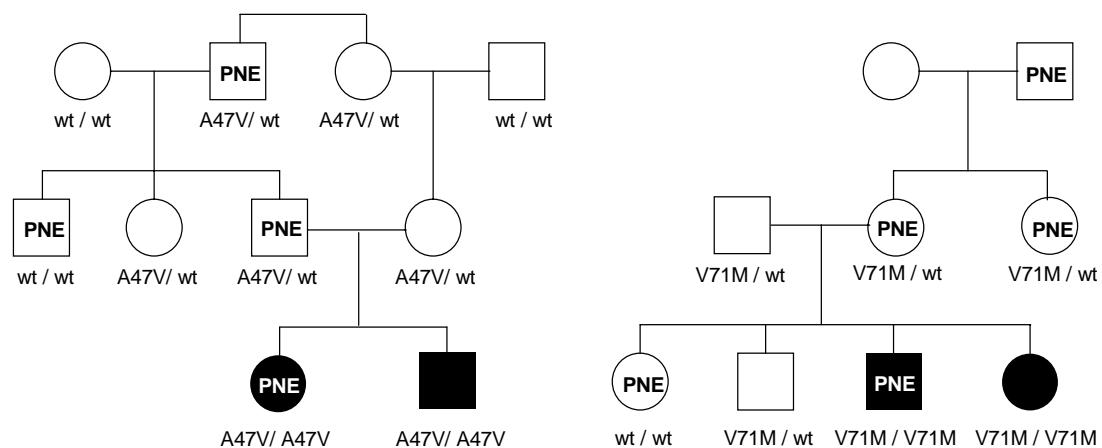 PNE PNE
wt / wt A47V/ wt A47V/ wt wt / wt
PNE PNE PNE PNE
wt / wt A47V/ wt A47V/ wt A47V/ wt V71M / wt V71M / wt V71M / wt
PNE PNE PNE
A47V/ A47V A47V/ A47V wt / wt V71M / wt V71M / V71M V71M / V71M